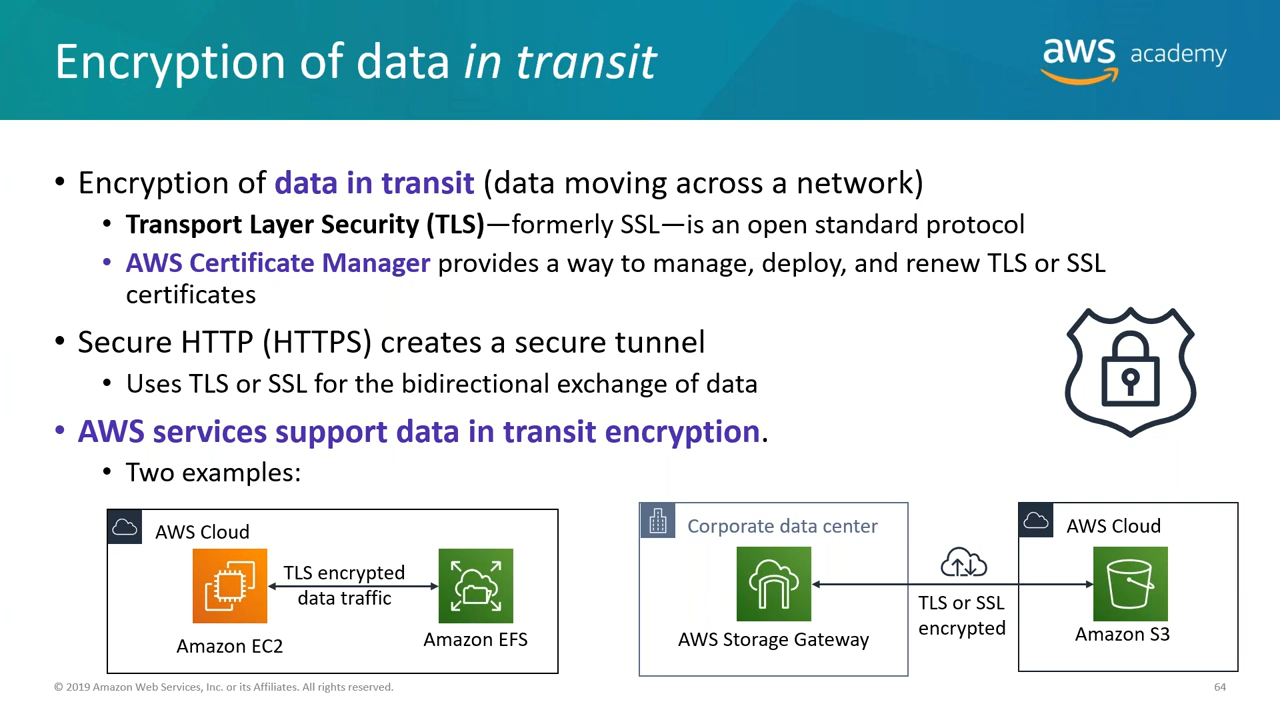 Encryption of data in transit
aws academy
• Encryption of data in transit (data moving across a network)
• Transport Layer Security (TLS)—formerly SSL—is an open standard protocol
• AWS Certificate Manager provides a way to manage, deploy, and renew TLS or SSL
certificates
• Secure HTTP (HTTPS) creates a secure tunnel
• Uses TLS or SSL for the bidirectional exchange of data
• AWS services support data in transit encryption.
• Two examples:
AWS Cloud
TLS encrypted
data traffic
Amazon EC2
Amazon EFS
Corporate data center
AWS Storage Gateway
TLS or SSL
encrypted
AWS Cloud
Amazon S3
© 2019 Amazon Web Services, Inc. or its Affiliates. All rights reserved.
64